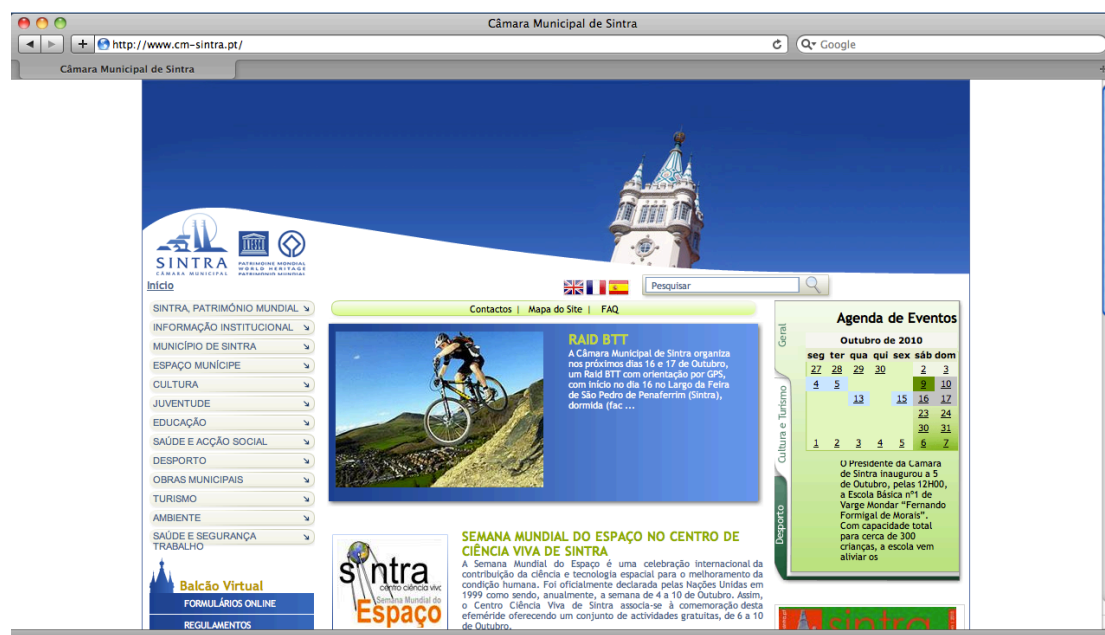 Câmara Municipal de Sintra
http://www.cm-sintra.pt/
Google
Câmara Municipal de Sintra
SINTRA
CÂMARA MUNICIPAL
PATRIMOINE MONDIAL
WORLD HERITAGE
PATRIMONIO MUNDIAL
Início
Pesquisar
SINTRA, PATRIMÓNIO MUNDIAL
INFORMAÇÃO INSTITUCIONAL
MUNICÍPIO DE SINTRA
ESPAÇO MUNÍCIPE
CULTURA
JUVENTUDE
EDUCAÇÃO
SAÚDE E ACÇÃO SOCIAL
DESPORTO
OBRAS MUNICIPAIS
TURISMO
AMBIENTE
SAÚDE E SEGURANÇA
TRABALHO
Balcão Virtual
FORMULÁRIOS ONLINE
REGULAMENTOS
Contactos | Mapa do Site | FAQ
RAID BTT
A Câmara Municipal de Sintra organiza
nos próximos dias 16 e 17 de Outubro,
um Raid BTT com orientação por GPS,
com início no dia 16 no Largo da Feira
de São Pedro de Penaferrim (Sintra),
dormida (fac ...
sintra
centro ciência viva
Semana Mundial do
Espaço
SEMANA MUNDIAL DO ESPAÇO NO CENTRO DE
CIÊNCIA VIVA DE SINTRA
A Semana Mundial do Espaço é uma celebração internacional da
contribuição da ciência e tecnologia espacial para o melhoramento da
condição humana. Foi oficialmente declarada pelas Nações Unidas em
1999 como sendo, anualmente, a semana de 4 a 10 de Outubro. Assim,
o Centro Ciência Viva de Sintra associa-se à comemoração desta
efeméride oferecendo um conjunto de actividades gratuitas, de 6 a 10
de Outubro.
Geral
Cultura e Turismo
Desporto
Agenda de Eventos
Outubro de 2010
seg ter qua qui sex sáb dom
27 28 29 30 2 3
4 5 9 10
13 15 16 17
23 24
30 31
1 2 3 4 5 6 7
O Presidente da Câmara
de Sintra inaugurou a 5
de Outubro, pelas 12H00,
a Escola Básica nº1 de
Varge Mondar "Fernando
Formigal de Morais".
Com capacidade total
para cerca de 300
crianças, a escola vem
aliviar os
sintra